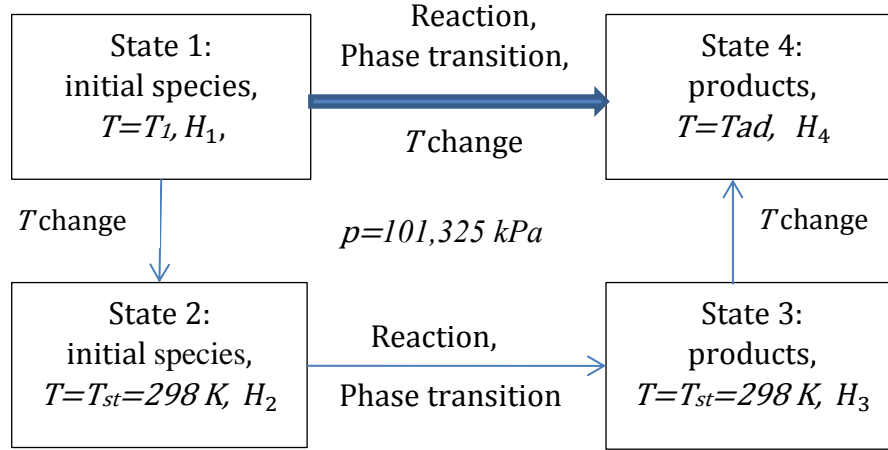 State 1:
initial species,
T=T1, H1,
Reaction,
Phase transition,
T change
State 4:
products,
T=Tad, H4
T change
p=101,325 kPa
T change
State 2:
initial species,
T=Tst=298 K, H2
Reaction,
Phase transition
State 3:
products,
T=Tst=298 K, H3